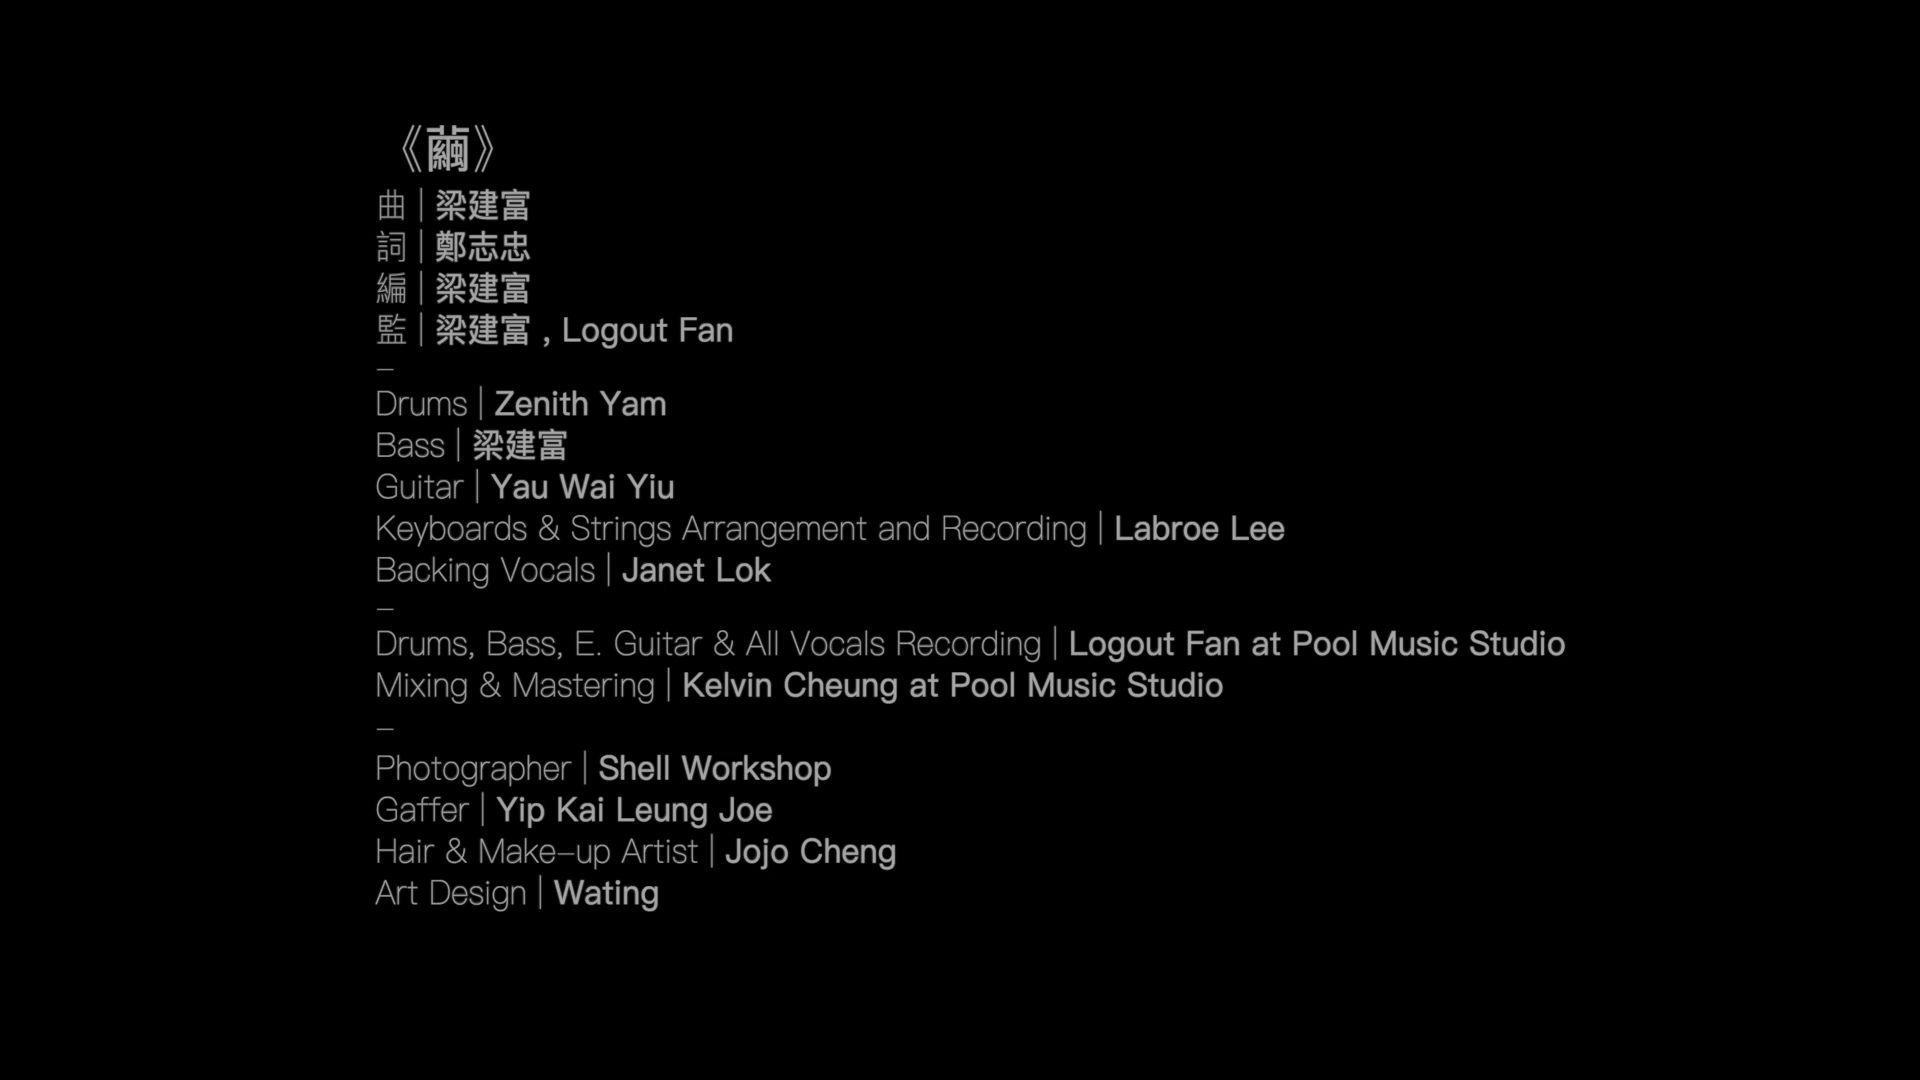 《繭》
曲 | 梁建富
詞 | 鄭志忠
編 | 梁建富
監 | 梁建富 , Logout Fan
–
Drums | Zenith Yam
Bass | 梁建富
Guitar | Yau Wai Yiu
Keyboards & Strings Arrangement and Recording | Labroe Lee
Backing Vocals | Janet Lok
–
Drums, Bass, E. Guitar & All Vocals Recording | Logout Fan at Pool Music Studio
Mixing & Mastering | Kelvin Cheung at Pool Music Studio
–
Photographer | Shell Workshop
Gaffer | Yip Kai Leung Joe
Hair & Make–up Artist | Jojo Cheng
Art Design | Wating